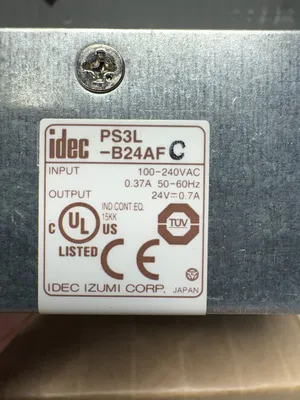 idec PS3L
-B24AF C
INPUT 100-240VAC
0.37A 50-60Hz
OUTPUT 24V⎓0.7A
IND.CONT.EQ.
15KK
C UL US
LISTED
CE
TÜV
IDEC IZUMI CORP. JAPAN